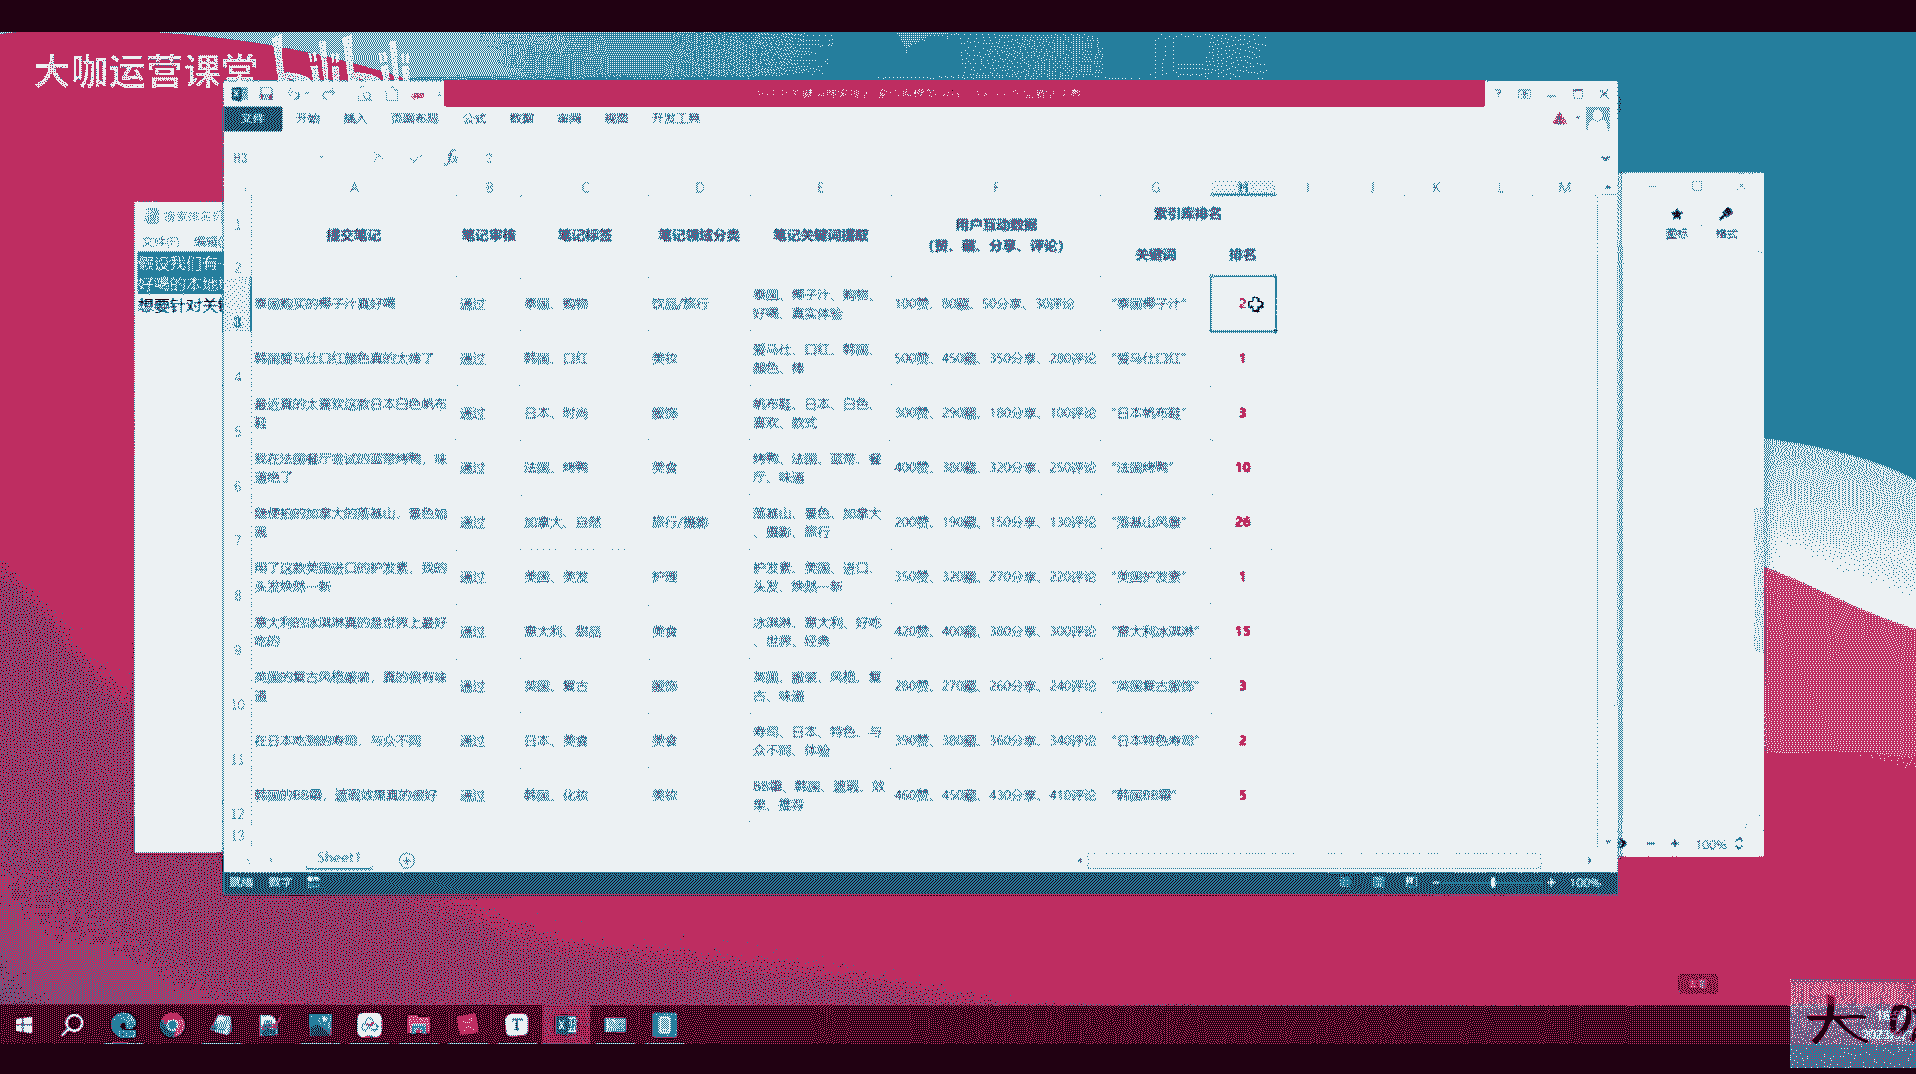 大咖运营课堂
bilibili
文件
开始
插入
页面布局
公式
数据
审阅
视图
开发工具
H3
fx
2
假设我们有
好喝的本地
想要针对关键
图标
格式
A
B
C
D
E
F
G
H
I
J
K
L
M
1
提交笔记
笔记审核
笔记标签
笔记领域分类
笔记关键词提取
用户互动数据
(赞、藏、分享、评论)
索引库排名
2
关键词
排名
3
泰国购买的椰子汁真好喝
通过
泰国、购物
饮品/旅行
泰国、椰子汁、购物、
好喝、真实体验
100赞、80藏、50分享、30评论
"泰国椰子汁"
2
4
韩国爱马仕口红颜色真的太棒了
通过
韩国、口红
美妆
爱马仕、口红、韩国、
颜色、棒
500赞、450藏、350分享、280评论
"爱马仕口红"
1
5
最近真的太喜欢这款日本白色帆布
鞋
通过
日本、时尚
服饰
帆布鞋、日本、白色、
喜欢、款式
300赞、290藏、180分享、100评论
"日本帆布鞋"
3
6
我在法国餐厅尝试的蓝带烤鸭，味
道绝了
通过
法国、烤鸭
美食
烤鸭、法国、蓝带、餐
厅、味道
400赞、380藏、320分享、250评论
"法国烤鸭"
10
7
随便拍的加拿大的落基山，景色如
画
通过
加拿大、自然
旅行/摄影
落基山、景色、加拿大
、摄影、旅行
200赞、190藏、150分享、130评论
"落基山风景"
26
8
用了这款美国进口的护发素，我的
头发焕然一新
通过
美国、美发
护理
护发素、美国、进口、
头发、焕然一新
350赞、320藏、270分享、220评论
"美国护发素"
1
9
意大利的冰淇淋真的是世界上最好
吃的
通过
意大利、甜品
美食
冰淇淋、意大利、好吃
、世界、经典
420赞、400藏、380分享、300评论
"意大利冰淇淋"
15
10
英国的复古风格服装，真的很有味
道
通过
英国、复古
服饰
英国、服装、风格、复
古、味道
280赞、270藏、260分享、240评论
"英国复古服饰"
3
11
在日本吃到的寿司，与众不同
通过
日本、美食
美食
寿司、日本、特色、与
众不同、体验
390赞、380藏、360分享、340评论
"日本特色寿司"
2
12
韩国的BB霜，遮瑕效果真的很好
通过
韩国、化妆
美妆
BB霜、韩国、遮瑕、效
果、推荐
460赞、450藏、430分享、410评论
"韩国BB霜"
5
13
Sheet1
就绪
数字
100%
100%
大